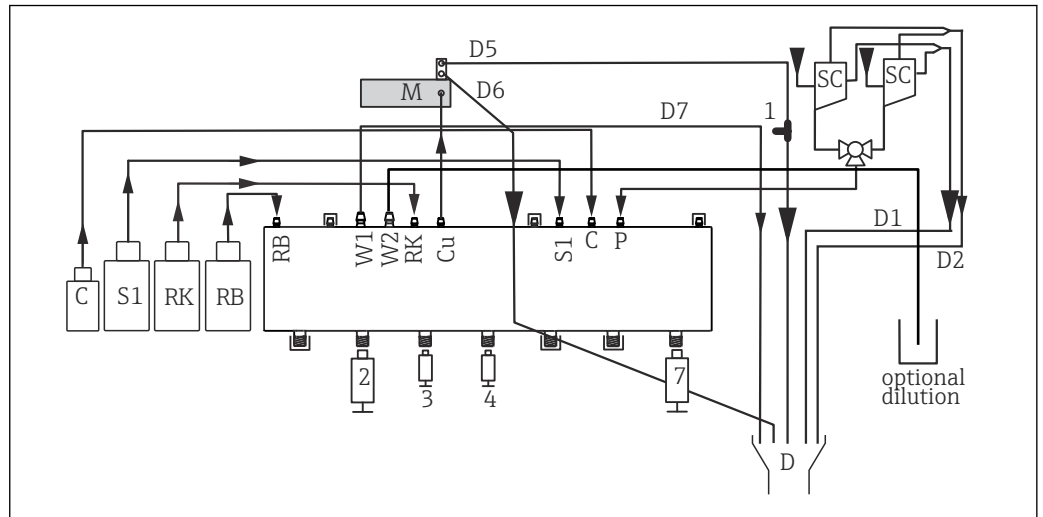 D5
SC
SC
M
D6
1
D7
RB
W1
W2
RK
Cu
S1
C
P
D1
D2
C
S1
RK
RB
2
3
4
7
optional
dilution
D